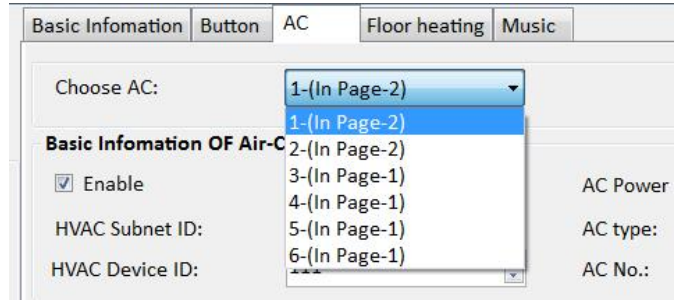 Basic Infomation Button AC Floor heating Music
Choose AC: 1-(In Page-2)
1-(In Page-2)
Basic Infomation OF Air-C
2-(In Page-2)
Enable 3-(In Page-1) AC Power
4-(In Page-1)
HVAC Subnet ID: 5-(In Page-1) AC type:
6-(In Page-1)
HVAC Device ID: AC No.: